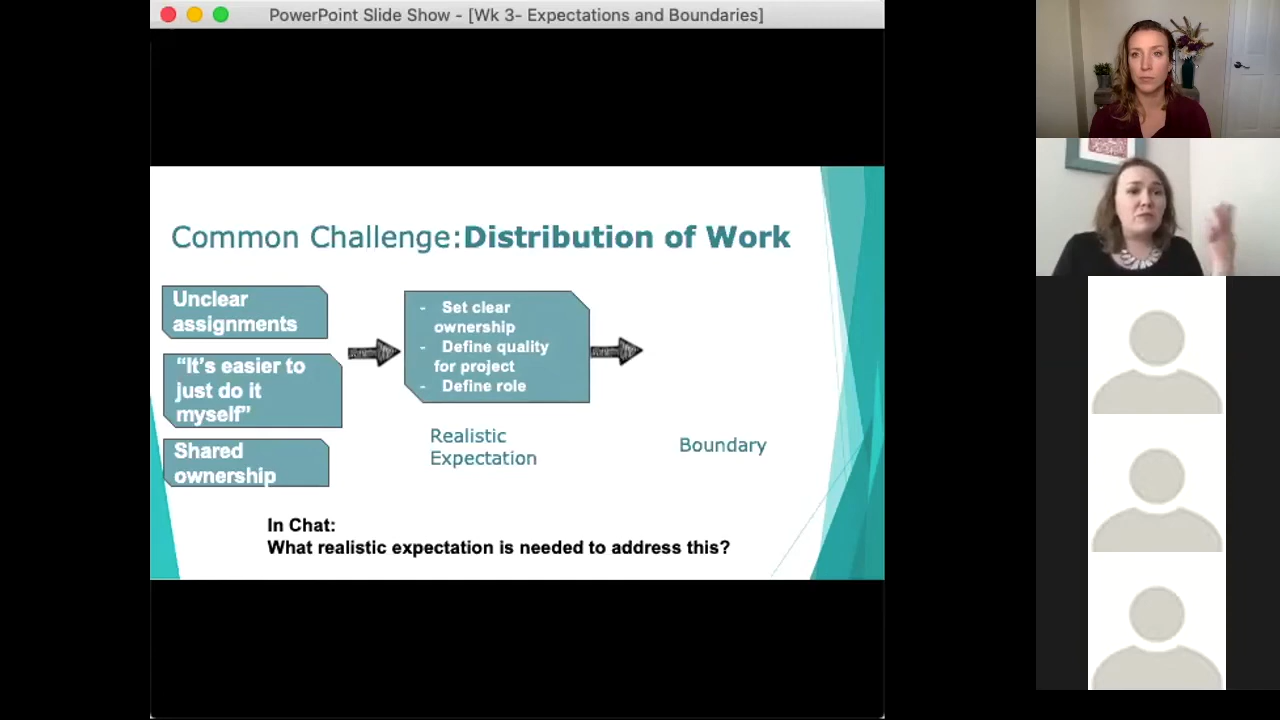 PowerPoint Slide Show - [Wk 3- Expectations and Boundaries]
Common Challenge:Distribution of Work
Unclear
assignments
“It’s easier to
just do it
myself”
Shared
ownership
- Set clear
ownership
- Define quality
for project
- Define role
Realistic
Expectation
Boundary
In Chat:
What realistic expectation is needed to address this?